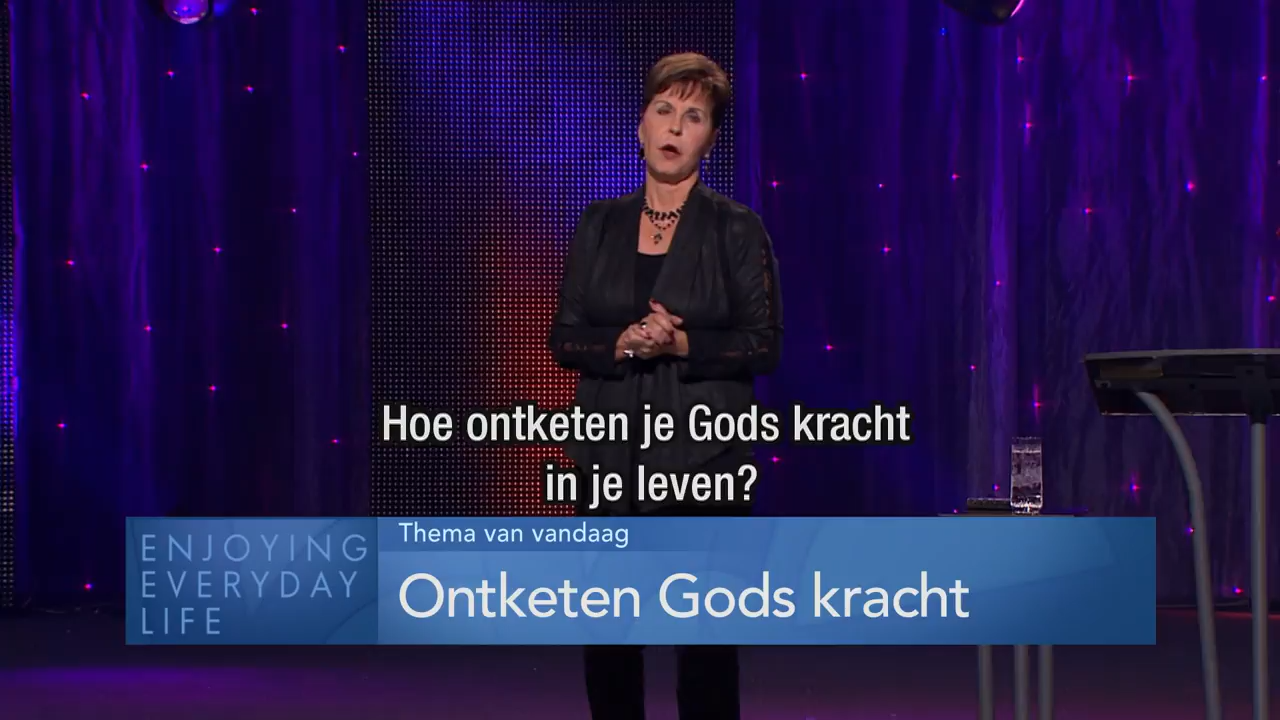 Hoe ontketen je Gods kracht
in je leven?
Thema van vandaag
ENJOYING
EVERYDAY
LIFE
Ontketen Gods kracht